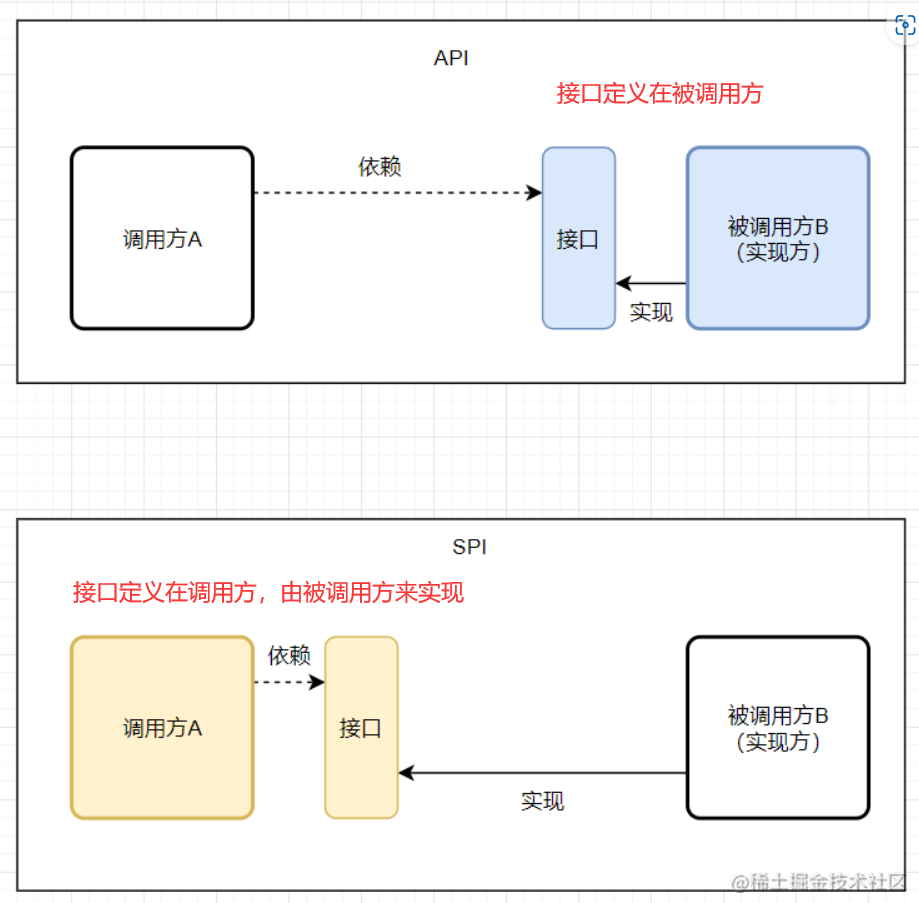 API
接口定义在被调用方
依赖
调用方A
接口
被调用方B
（实现方）
实现
SPI
接口定义在调用方，由被调用方来实现
依赖
调用方A
接口
被调用方B
（实现方）
实现
@稀土掘金技术社区